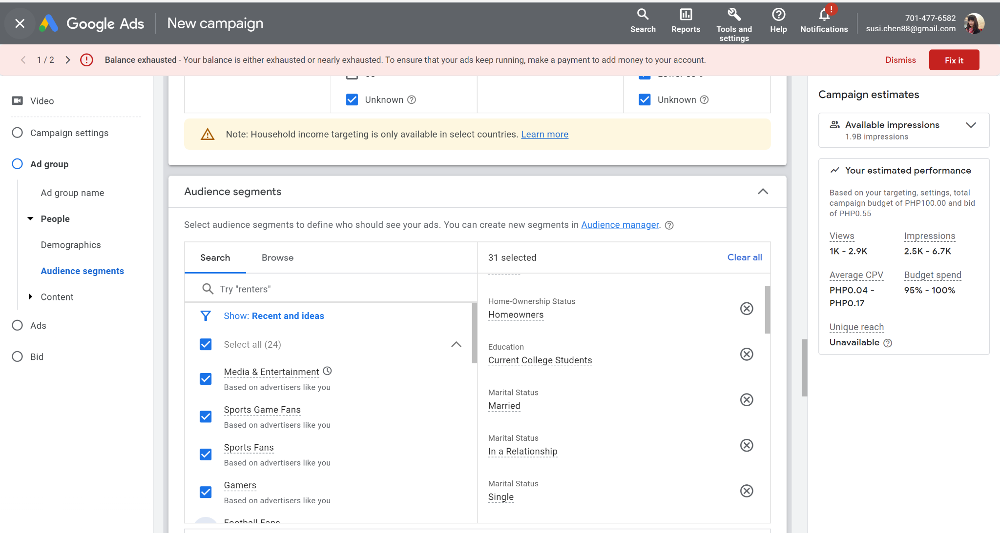 Google Ads
New campaign
Search
Reports
Tools and
settings
Help
Notifications
701-477-6582
susi.chen88@gmail.com
1 / 2
Balance exhausted - Your balance is either exhausted or nearly exhausted. To ensure that your ads keep running, make a payment to add money to your account.
Dismiss
Fix it
Video
Campaign settings
Ad group
Ad group name
People
Demographics
Audience segments
Content
Ads
Bid
Unknown
Unknown
Note: Household income targeting is only available in select countries. Learn more
Audience segments
Select audience segments to define who should see your ads. You can create new segments in Audience manager.
Search
Browse
Try "renters"
Show: Recent and ideas
Select all (24)
Media & Entertainment
Based on advertisers like you
Sports Game Fans
Based on advertisers like you
Sports Fans
Based on advertisers like you
Gamers
Based on advertisers like you
Football Fans
31 selected
Clear all
Home-Ownership Status
Homeowners
Education
Current College Students
Marital Status
Married
Marital Status
In a Relationship
Marital Status
Single
Campaign estimates
Available impressions
1.9B impressions
Your estimated performance
Based on your targeting, settings, total
campaign budget of PHP100.00 and bid
of PHP0.55
Views
1K - 2.9K
Impressions
2.5K - 6.7K
Average CPV
PHP0.04 -
PHP0.17
Budget spend
95% - 100%
Unique reach
Unavailable